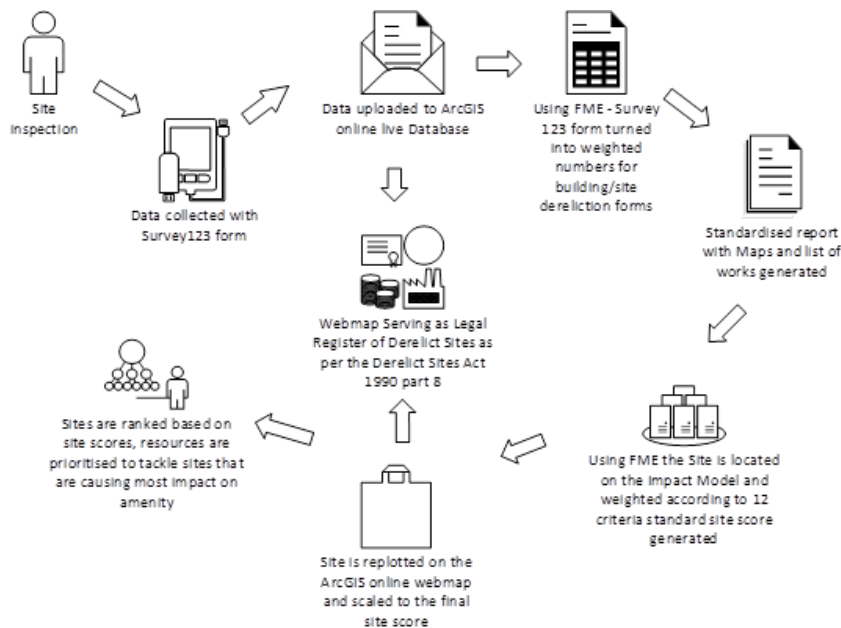 Site
Inspection
Data collected with
Survey123 form
Data uploaded to ArcGIS
online live Database
Using FME - Survey
123 form turned
into weighted
numbers for
building/site
dereliction forms
Standardised report
with Maps and list of
works generated
Using FME the Site is located
on the Impact Model and
weighted according to 12
criteria standard site score
generated
Site is replotted on the
ArcGIS online webmap
and scaled to the final
site score
Webmap Serving as Legal
Register of Derelict Sites as
per the Derelict Sites Act
1990 part 8
Sites are ranked based on
site scores, resources are
prioritised to tackle sites that
are causing most impact on
amenity